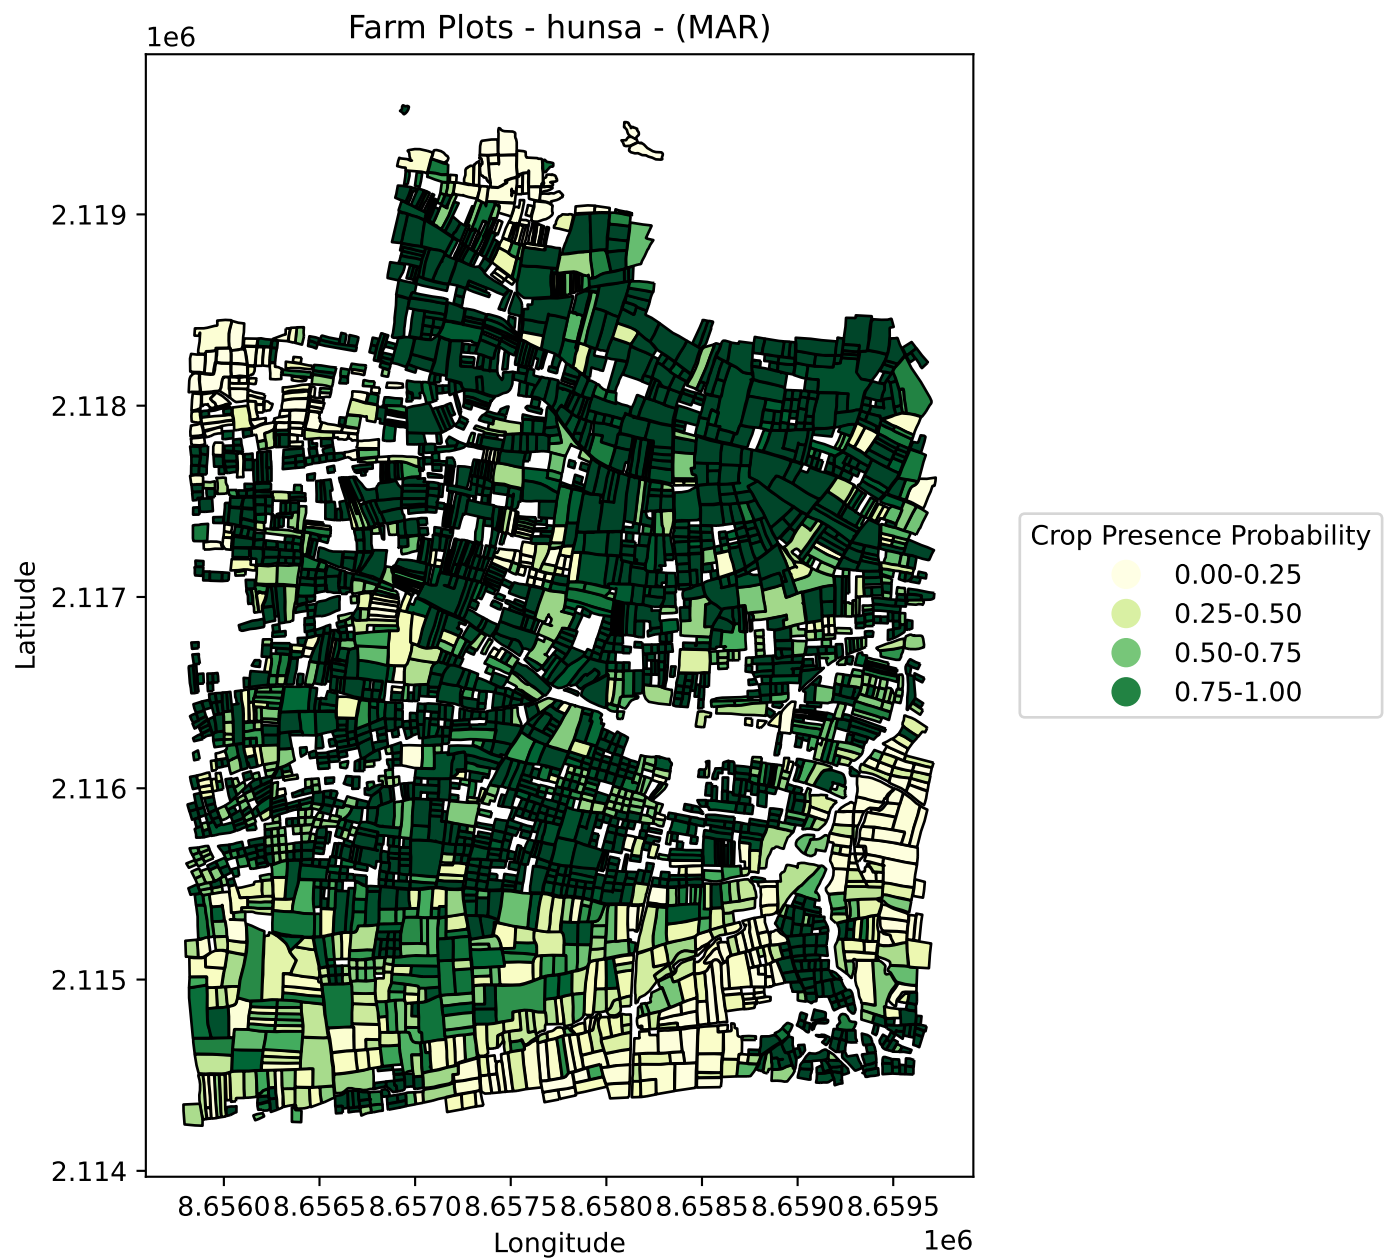 Farm Plots - hunsa - (MAR)
1e6
2.119
2.118
2.117
2.116
2.115
2.114
Latitude
8.6560 8.6565 8.6570 8.6575 8.6580 8.6585 8.6590 8.6595
Longitude
1e6
Crop Presence Probability
0.00-0.25
0.25-0.50
0.50-0.75
0.75-1.00